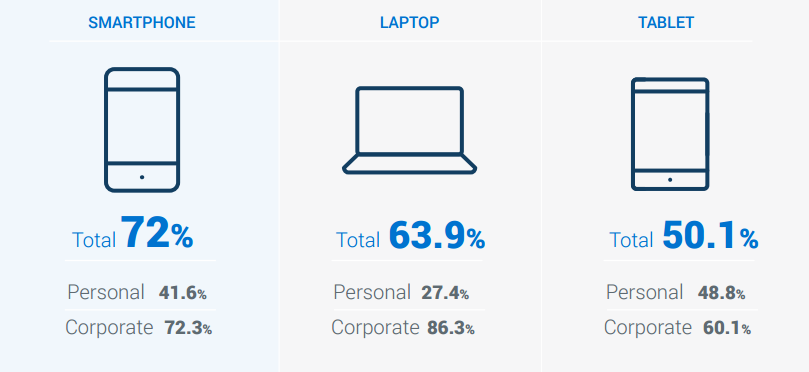 SMARTPHONE
LAPTOP
TABLET
Total 72%
Total 63.9%
Total 50.1%
Personal 41.6%
Personal 27.4%
Personal 48.8%
Corporate 72.3%
Corporate 86.3%
Corporate 60.1%